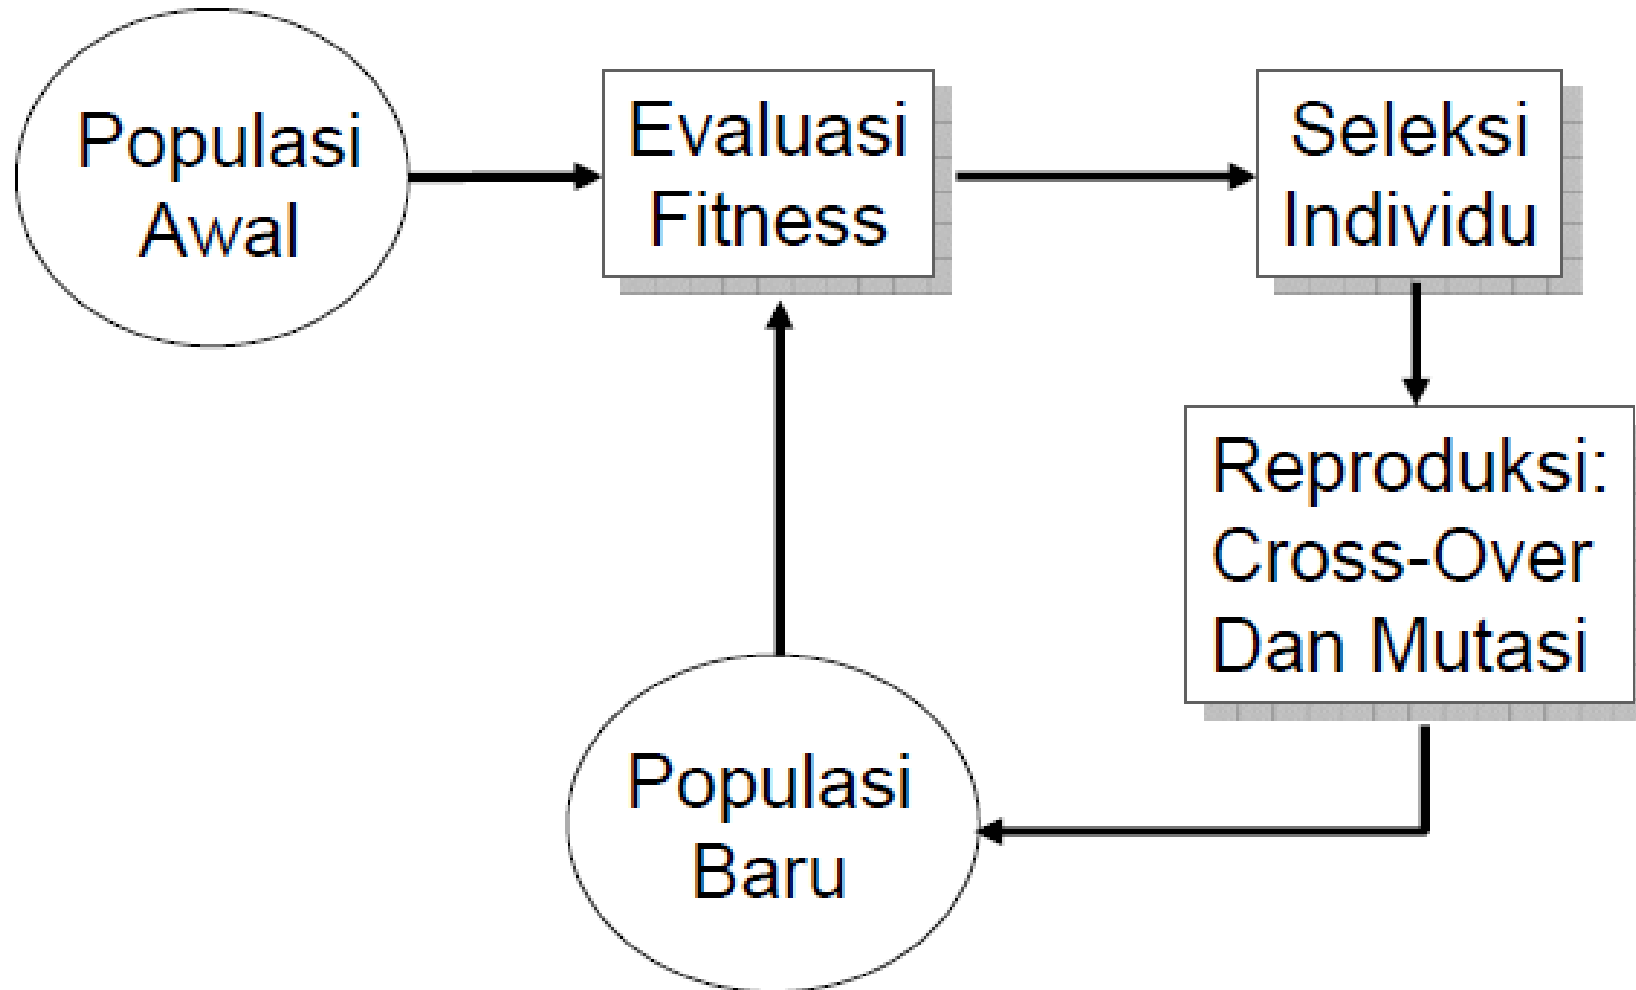 Populasi
Awal
Evaluasi
Fitness
Seleksi
Individu
Reproduksi:
Cross-Over
Dan Mutasi
Populasi
Baru